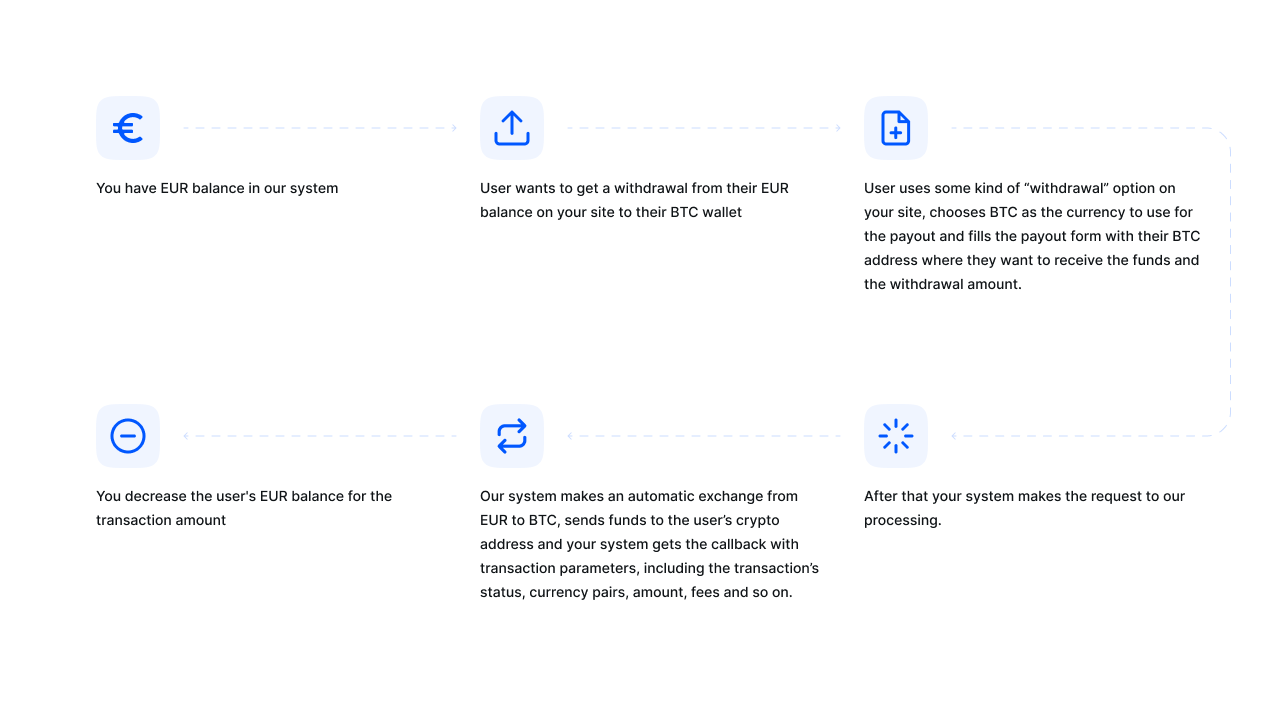 You have EUR balance in our system
User wants to get a withdrawal from their EUR
balance on your site to their BTC wallet
User uses some kind of “withdrawal” option on
your site, chooses BTC as the currency to use for
the payout and fills the payout form with their BTC
address where they want to receive the funds and
the withdrawal amount.
After that your system makes the request to our
processing.
Our system makes an automatic exchange from
EUR to BTC, sends funds to the user’s crypto
address and your system gets the callback with
transaction parameters, including the transaction’s
status, currency pairs, amount, fees and so on.
You decrease the user's EUR balance for the
transaction amount